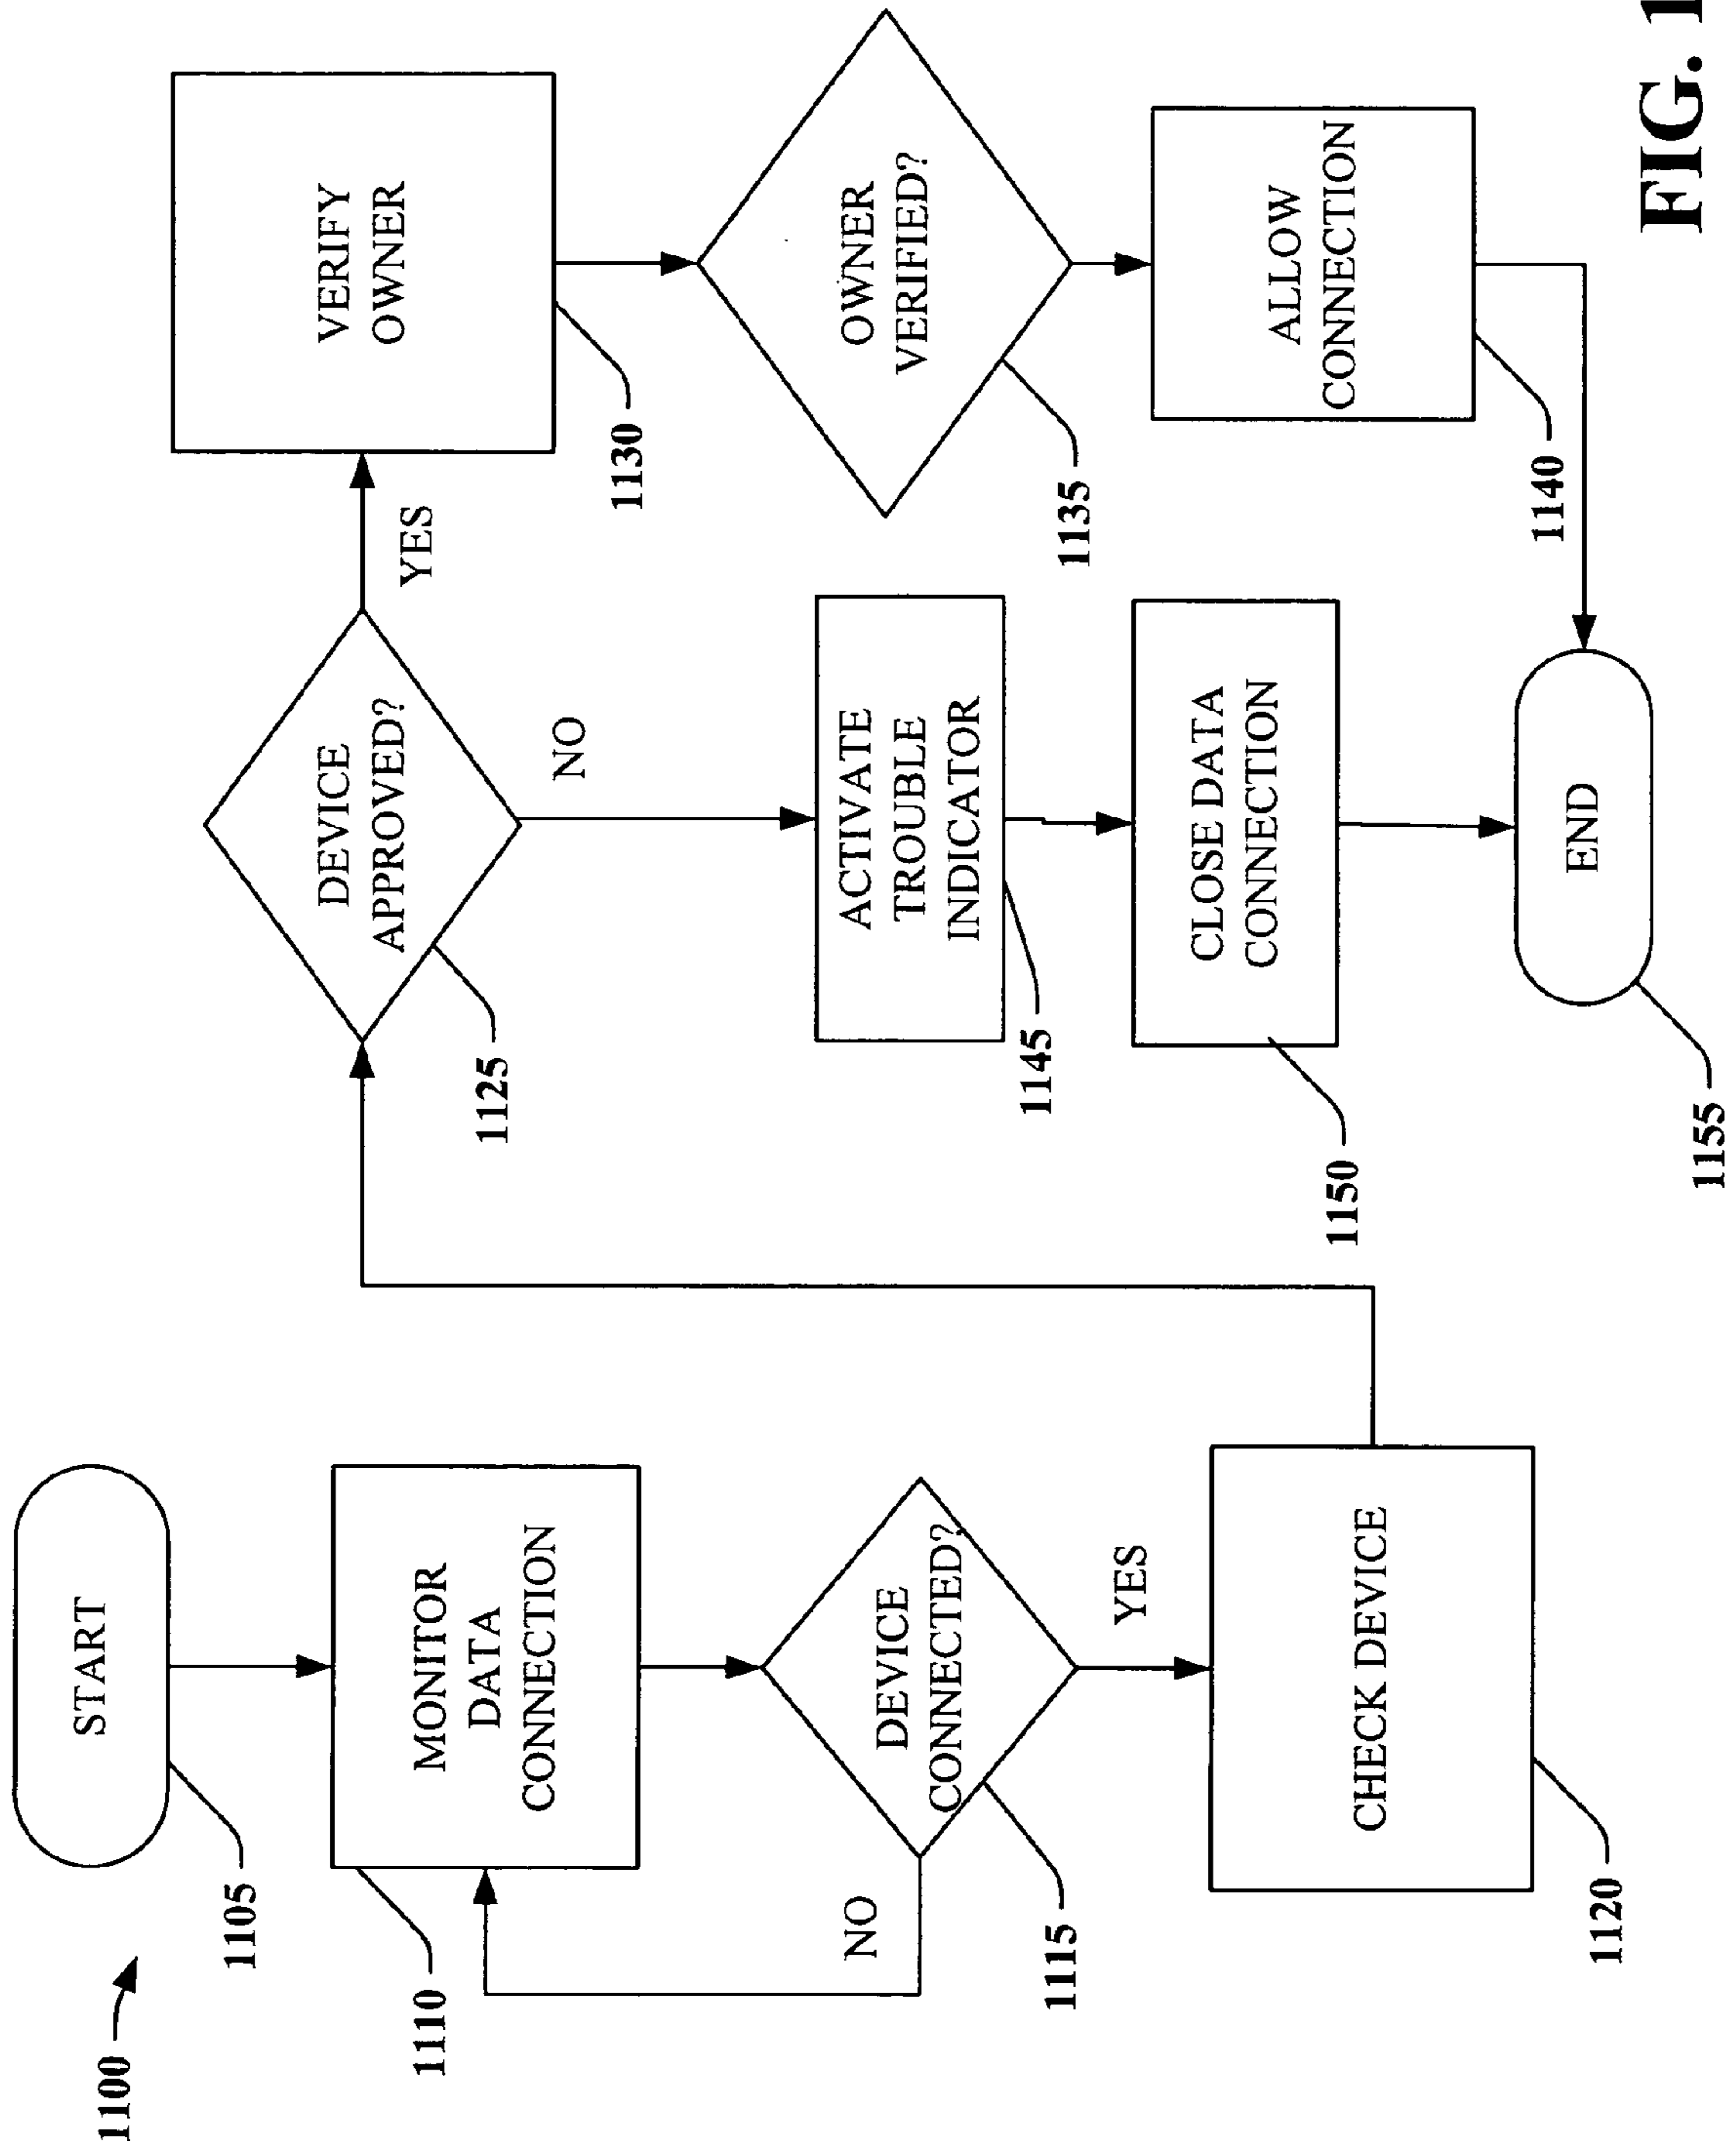 1100
START
1105
MONITOR
DATA
CONNECTION
1110
DEVICE
CONNECTED?
NO
YES
1115
CHECK DEVICE
1120
DEVICE
APPROVED?
YES
NO
1125
VERIFY
OWNER
1130
OWNER
VERIFIED?
1135
ALLOW
CONNECTION
1140
ACTIVATE
TROUBLE
INDICATOR
1145
CLOSE DATA
CONNECTION
1150
END
1155
FIG. 1